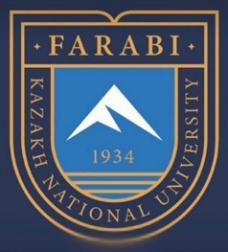 · FARABI ·
KAZAKH NATIONAL UNIVERSITY
1934